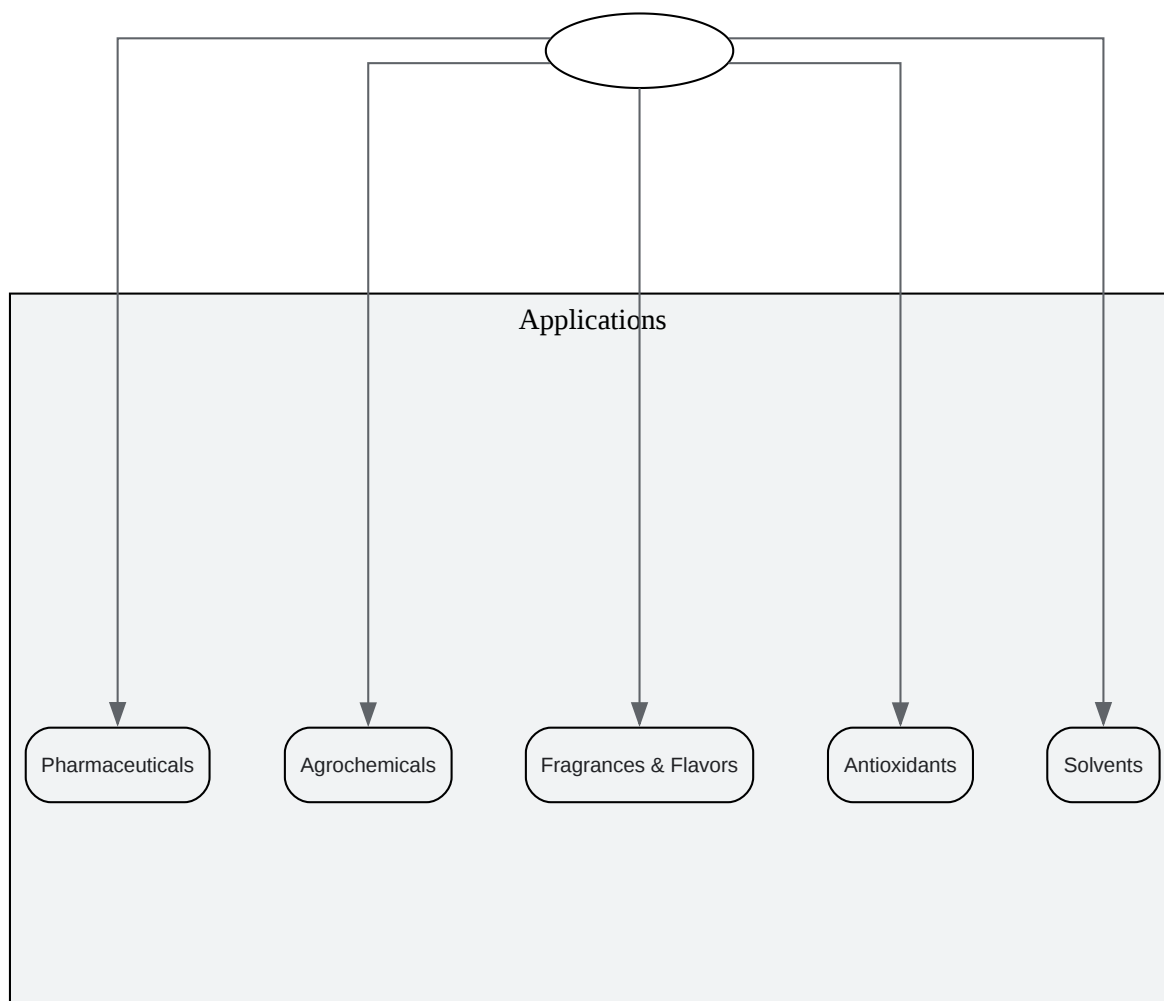 Applications
Pharmaceuticals
Agrochemicals
Fragrances & Flavors
Antioxidants
Solvents